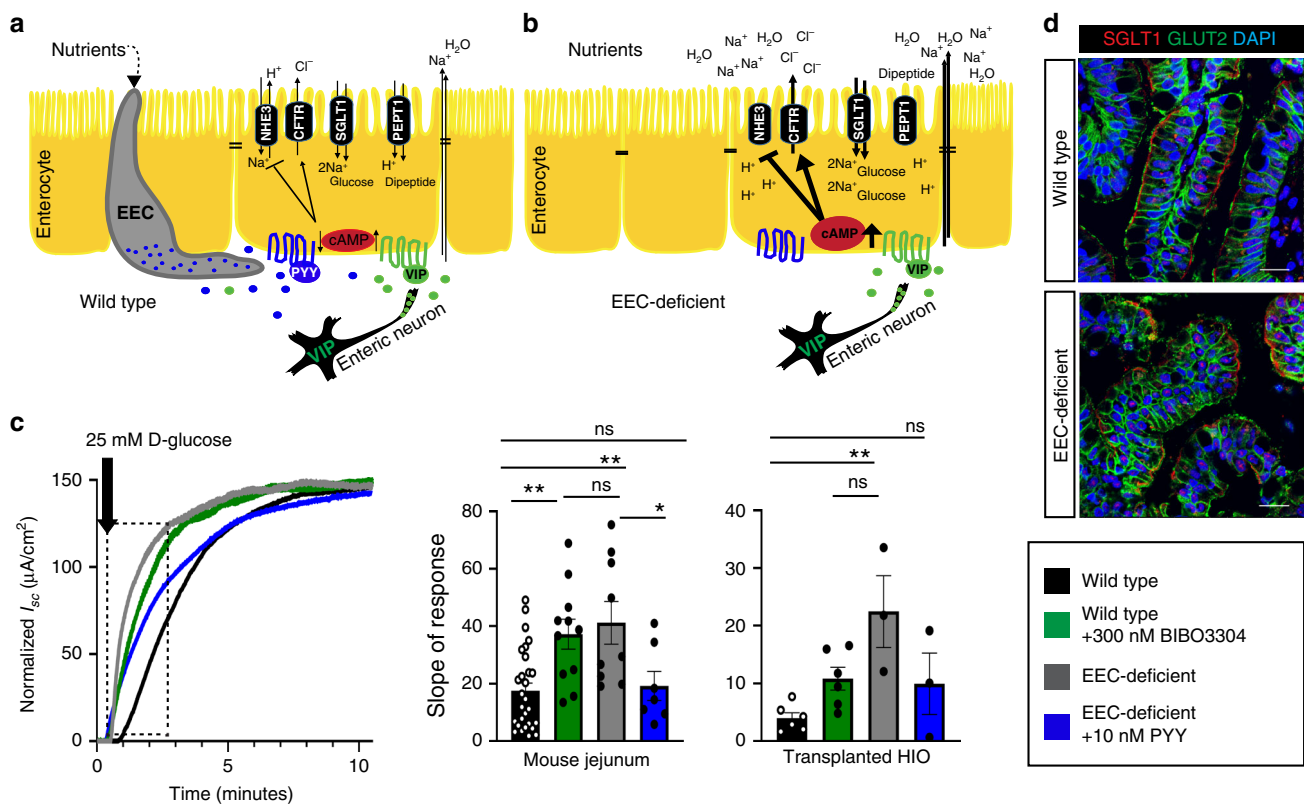 a
Nutrients
H⁺
Cl⁻
Na⁺
H₂O
NHE3
CFTR
SGLT1
PEPT1
Na⁺
2Na⁺
Glucose
H⁺
Dipeptide
Enterocyte
EEC
cAMP
PYY
VIP
Wild type
VIP
Enteric neuron
b
Nutrients
H₂O
Na⁺
H₂O
Cl⁻
Na⁺
Na⁺
Cl⁻
Cl⁻
H₂O
Na⁺
H₂O
Na⁺
Na⁺
H₂O
Dipeptide
NHE3
CFTR
SGLT1
PEPT1
H⁺
H⁺
H⁺
H⁺
2Na⁺
Glucose
2Na⁺
Glucose
H⁺
H⁺
Enterocyte
cAMP
VIP
EEC-deficient
VIP
Enteric neuron
c
25 mM D-glucose
Normalized Isc (µA/cm²)
150
100
50
0
0
5
10
Time (minutes)
Slope of response
80
60
40
20
0
ns
**
**
ns
*
Mouse jejunum
40
30
20
10
0
ns
**
ns
Transplanted HIO
d
SGLT1 GLUT2 DAPI
Wild type
EEC-deficient
Wild type
Wild type
+300 nM BIBO3304
EEC-deficient
EEC-deficient
+10 nM PYY